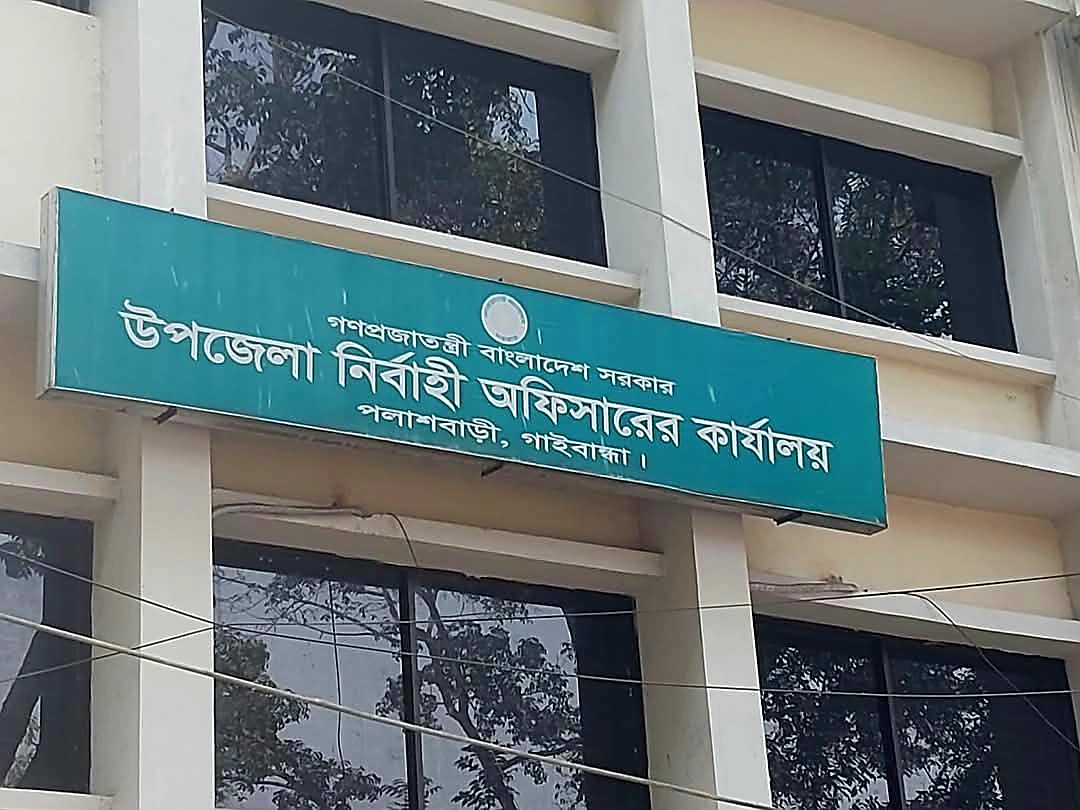 গণপ্রজাতন্ত্রী বাংলাদেশ সরকার
উপজেলা নির্বাহী অফিসারের কার্যালয়
পলাশবাড়ী, গাইবান্ধা।